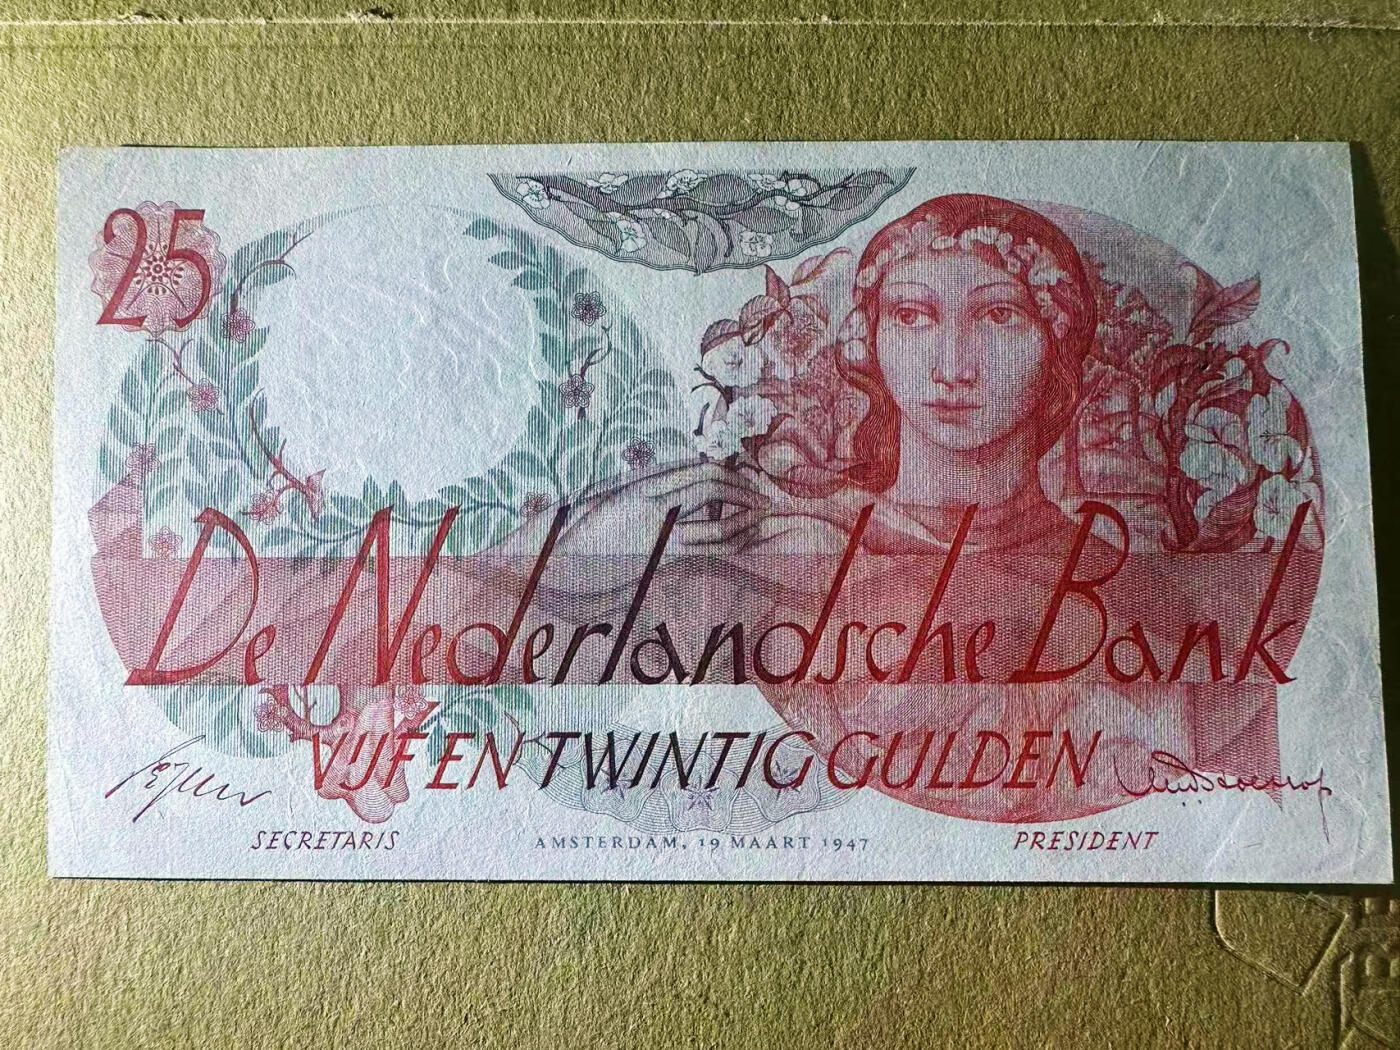 25
De Nederlandsche Bank
VIJF EN TWINTIG GULDEN
SECRETARIS
AMSTERDAM, 19 MAART 1947
PRESIDENT